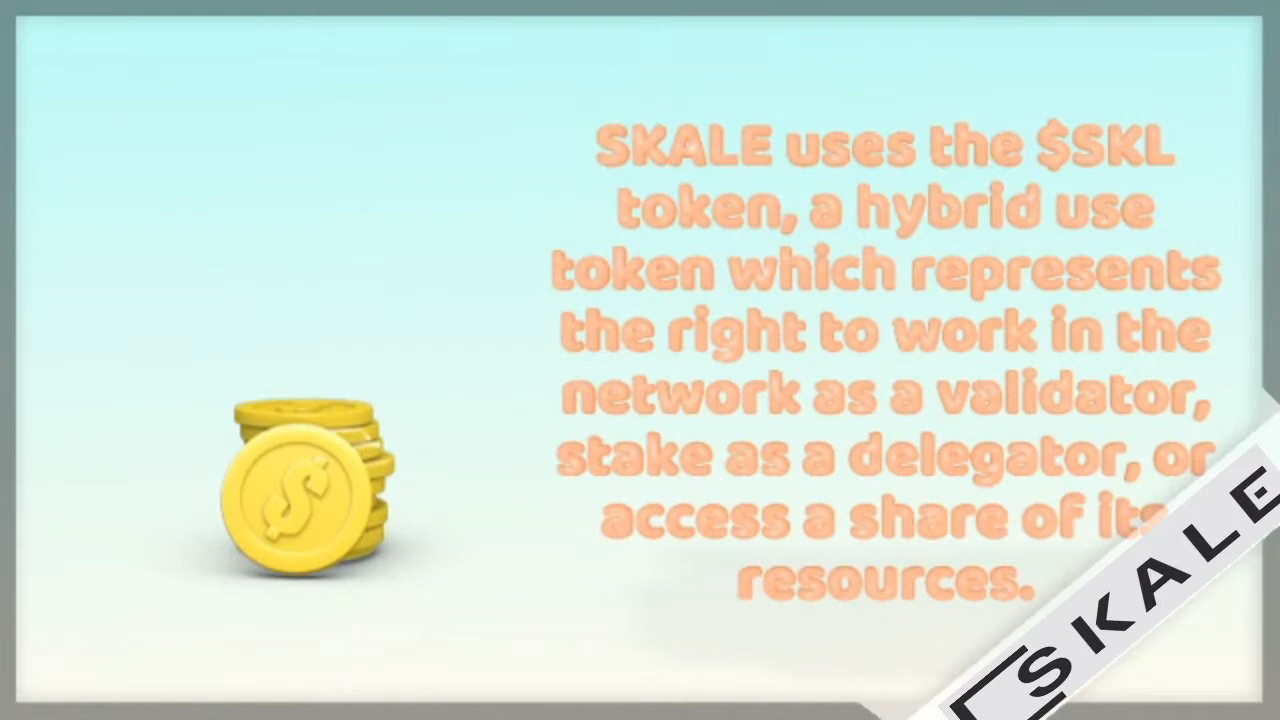 SKALE uses the $SKL
token, a hybrid use
token which represents
the right to work in the
network as a validator,
stake as a delegator, or
access a share of its
resources.
SKALE